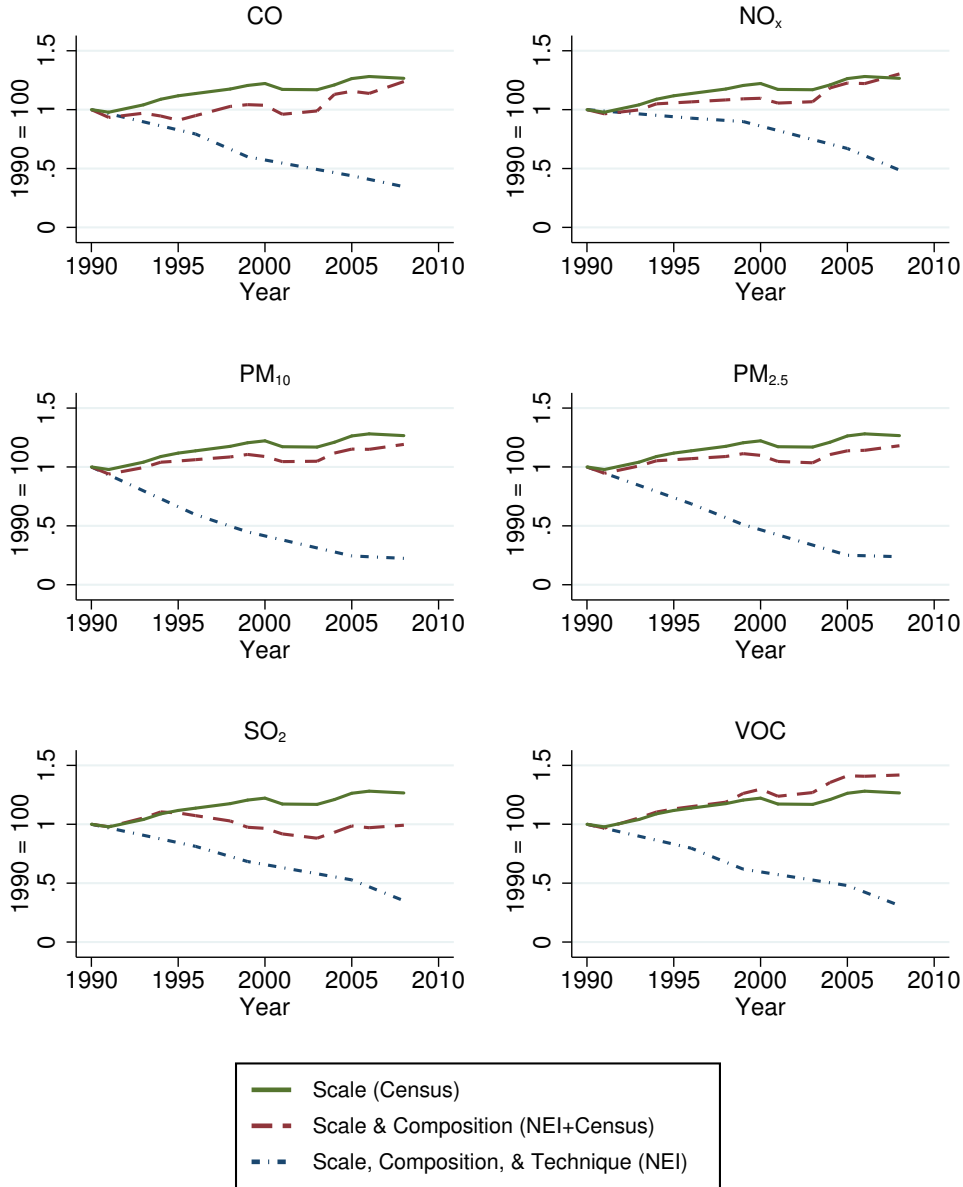 CO
1990 = 100
0
.5
1
1.5
1990
1995
2000
2005
2010
Year
NOx
1990 = 100
0
.5
1
1.5
1990
1995
2000
2005
2010
Year
PM10
1990 = 100
0
.5
1
1.5
1990
1995
2000
2005
2010
Year
PM2.5
1990 = 100
0
.5
1
1.5
1990
1995
2000
2005
2010
Year
SO2
1990 = 100
0
.5
1
1.5
1990
1995
2000
2005
2010
Year
VOC
1990 = 100
0
.5
1
1.5
1990
1995
2000
2005
2010
Year
Scale (Census)
Scale & Composition (NEI+Census)
Scale, Composition, & Technique (NEI)